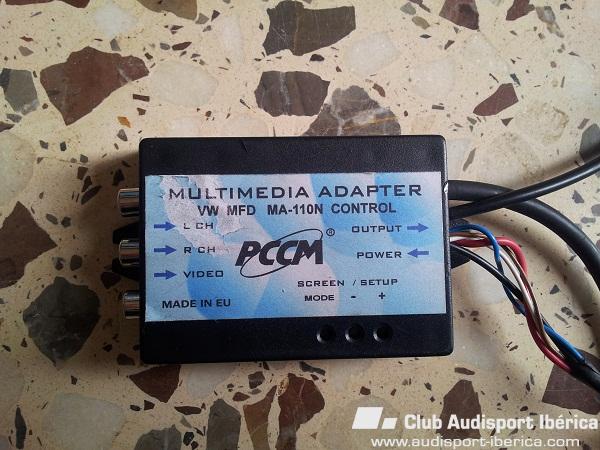 MULTIMEDIA ADAPTER
VW MFD MA-110N CONTROL
L CH
OUTPUT
R CH
PCCM®
POWER
VIDEO
SCREEN / SETUP
MADE IN EU
MODE - +
Club Audisport Ibérica
www.audisport-iberica.com